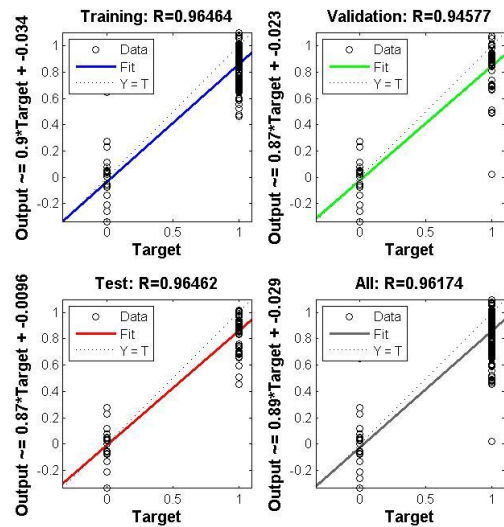 Training: R=0.96464
Output ~= 0.9*Target + -0.034
Data
Fit
Y = T
1
0.8
0.6
0.4
0.2
0
-0.2
0
0.5
1
Target
Validation: R=0.94577
Output ~= 0.87*Target + -0.023
Data
Fit
Y = T
1
0.8
0.6
0.4
0.2
0
-0.2
0
0.5
1
Target
Test: R=0.96462
Output ~= 0.87*Target + -0.0096
Data
Fit
Y = T
1
0.8
0.6
0.4
0.2
0
-0.2
0
0.5
1
Target
All: R=0.96174
Output ~= 0.89*Target + -0.029
Data
Fit
Y = T
1
0.8
0.6
0.4
0.2
0
-0.2
0
0.5
1
Target